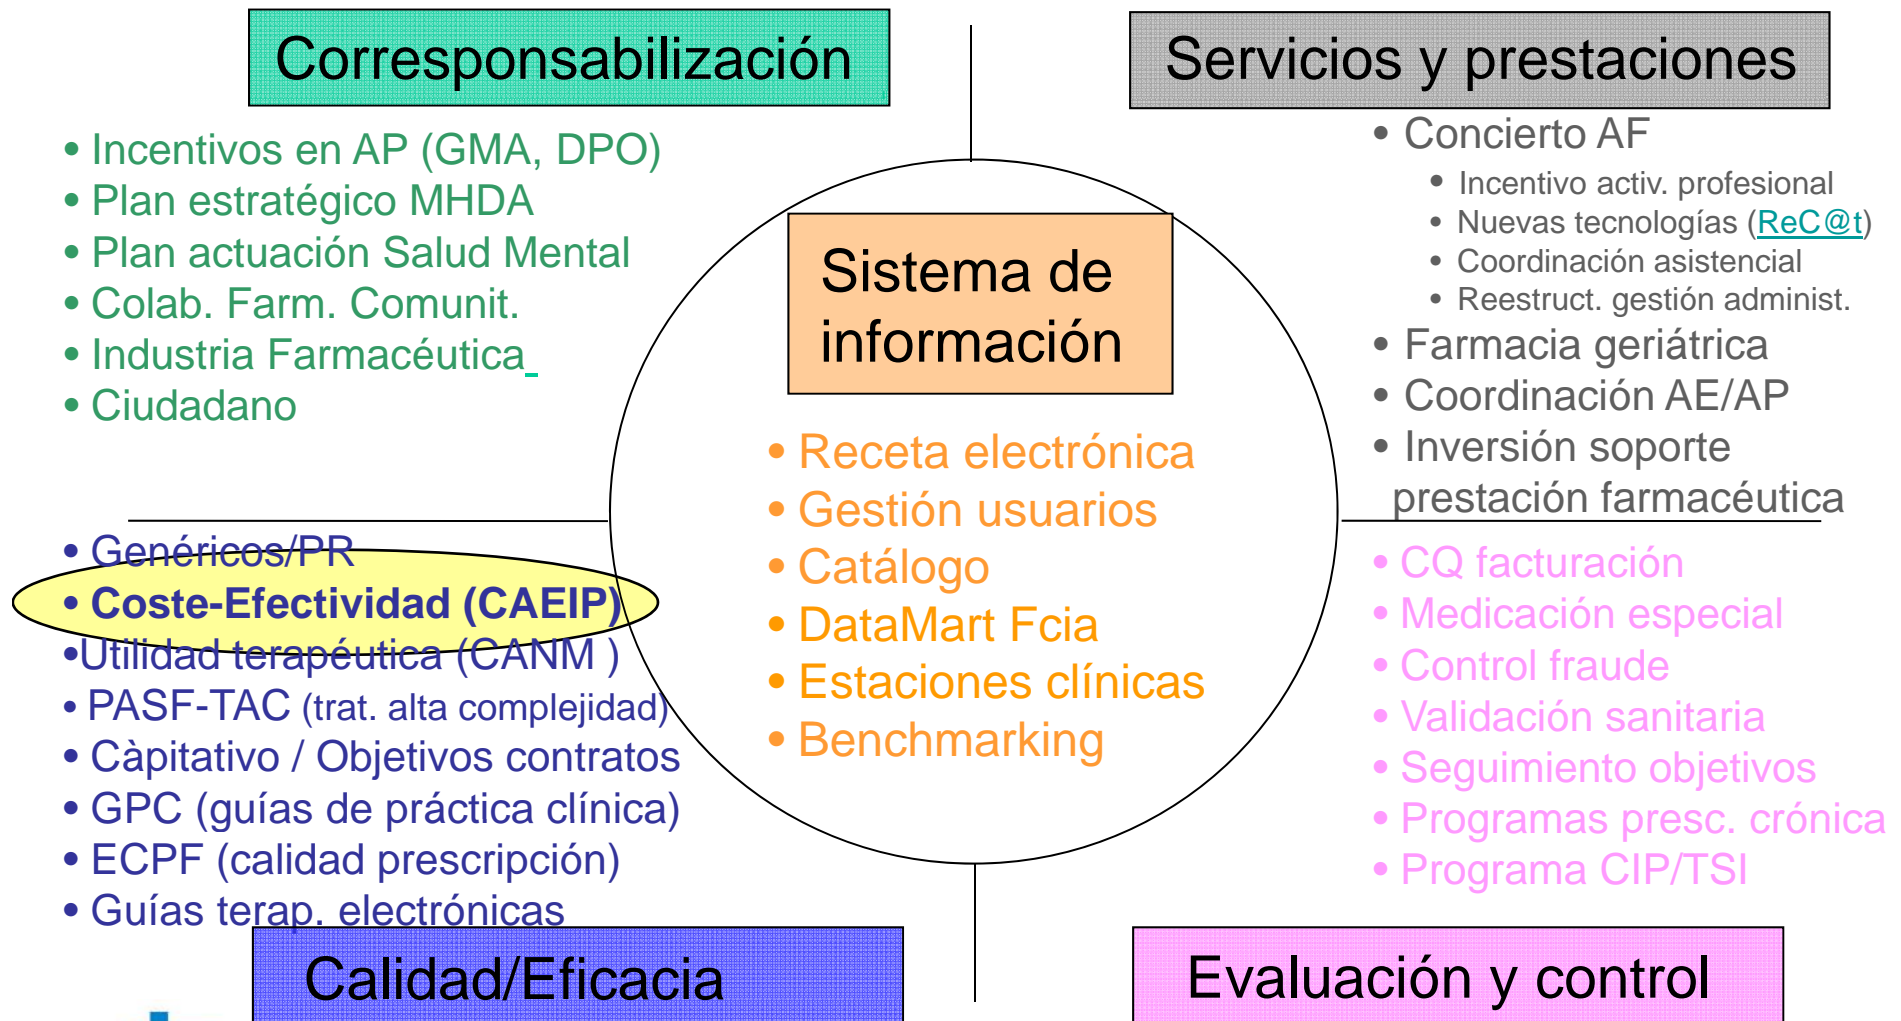 Corresponsabilización
• Incentivos en AP (GMA, DPO)
• Plan estratégico MHDA
• Plan actuación Salud Mental
• Colab. Farm. Comunit.
• Industria Farmacéutica
• Ciudadano
Servicios y prestaciones
• Concierto AF
• Incentivo activ. profesional
• Nuevas tecnologías (ReC@t)
• Coordinación asistencial
• Reestruct. gestión administ.
• Farmacia geriátrica
• Coordinación AE/AP
• Inversión soporte
prestación farmacéutica
Sistema de
información
• Receta electrónica
• Gestión usuarios
• Catálogo
• DataMart Fcia
• Estaciones clínicas
• Benchmarking
• Genéricos/PR
• Coste-Efectividad (CAEIP)
•Utilidad terapéutica (CANM )
• PASF-TAC (trat. alta complejidad)
• Càpitativo / Objetivos contratos
• GPC (guías de práctica clínica)
• ECPF (calidad prescripción)
• Guías terap. electrónicas
Calidad/Eficacia
• CQ facturación
• Medicación especial
• Control fraude
• Validación sanitaria
• Seguimiento objetivos
• Programas presc. crónica
• Programa CIP/TSI
Evaluación y control